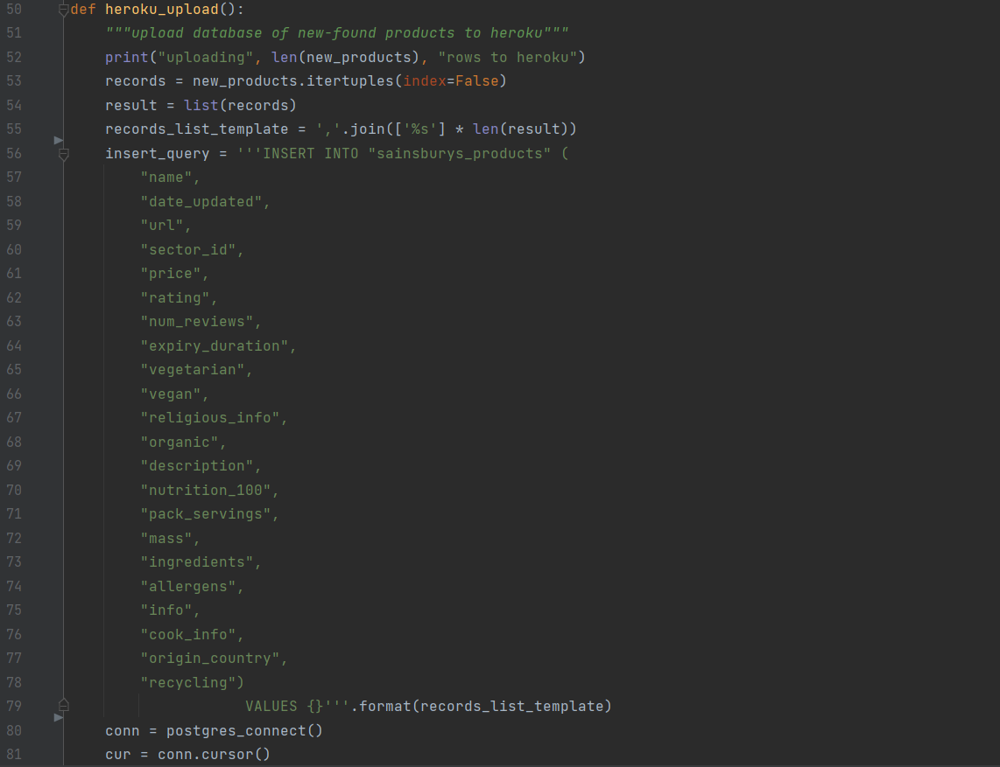 50 def heroku_upload():
51     """upload database of new-found products to heroku"""
52     print("uploading", len(new_products), "rows to heroku")
53     records = new_products.itertuples(index=False)
54     result = list(records)
55     records_list_template = ','.join(['%s'] * len(result))
56     insert_query = '''INSERT INTO "sainsburys_products" (
57         "name",
58         "date_updated",
59         "url",
60         "sector_id",
61         "price",
62         "rating",
63         "num_reviews",
64         "expiry_duration",
65         "vegetarian",
66         "vegan",
67         "religious_info",
68         "organic",
69         "description",
70         "nutrition_100",
71         "pack_servings",
72         "mass",
73         "ingredients",
74         "allergens",
75         "info",
76         "cook_info",
77         "origin_country",
78         "recycling")
79                     VALUES {}'''.format(records_list_template)
80     conn = postgres_connect()
81     cur = conn.cursor()